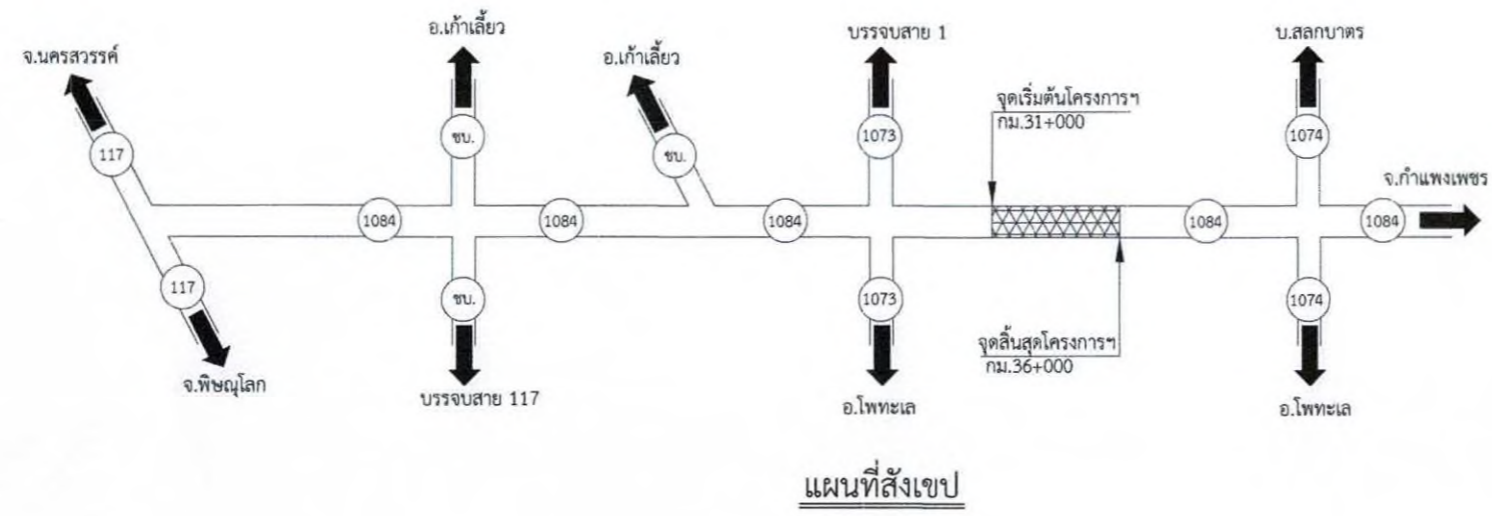 อ.เก้าเลี้ยว
บรรจบสาย 1
บ.สลกบาตร
จ.นครสวรรค์
อ.เก้าเลี้ยว
จุดเริ่มต้นโครงการฯ
กม.31+000
117
ชบ.
ชบ.
1073
1074
จ.กำแพงเพชร
1084
1084
1084
1084
1084
117
ชบ.
1073
1074
จุดสิ้นสุดโครงการฯ
กม.36+000
จ.พิษณุโลก
บรรจบสาย 117
อ.โพทะเล
อ.โพทะเล
แผนที่สังเขป